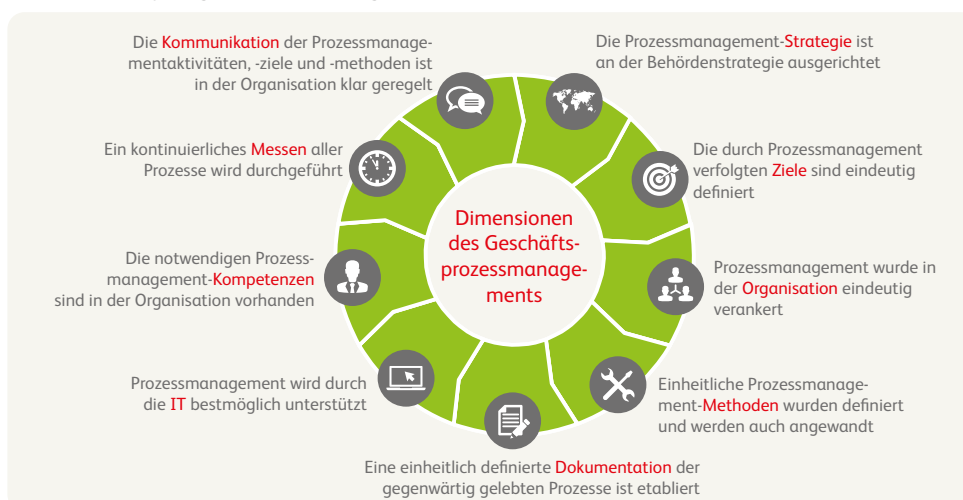 Die Kommunikation der Prozessmanage-
mentaktivitäten, -ziele und -methoden ist
in der Organisation klar geregelt
Die Prozessmanagement-Strategie ist
an der Behördenstrategie ausgerichtet
Ein kontinuierliches Messen aller
Prozesse wird durchgeführt
Die durch Prozessmanagement
verfolgten Ziele sind eindeutig
definiert
Dimensionen
des Geschäfts-
prozessmanage-
ments
Die notwendigen Prozess-
management-Kompetenzen
sind in der Organisation vorhanden
Prozessmanagement wurde in
der Organisation eindeutig
verankert
Prozessmanagement wird durch
die IT bestmöglich unterstützt
Einheitliche Prozessmanage-
ment-Methoden wurden definiert
und werden auch angewandt
Eine einheitlich definierte Dokumentation der
gegenwärtig gelebten Prozesse ist etabliert